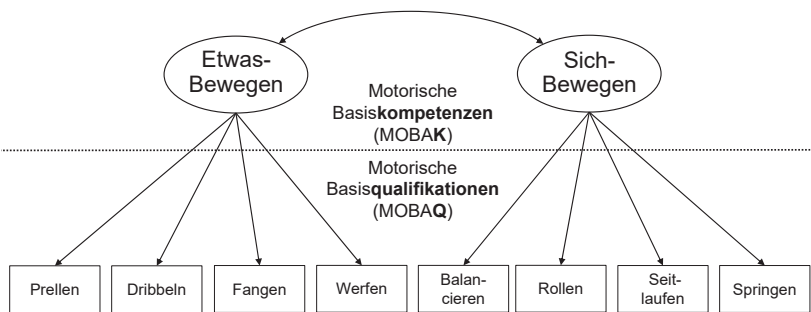 Etwas-
Bewegen
Sich-
Bewegen
Motorische
Basiskompetenzen
(MOBAK)
Motorische
Basisqualifikationen
(MOBAQ)
Prellen
Dribbeln
Fangen
Werfen
Balan-
cieren
Rollen
Seit-
laufen
Springen